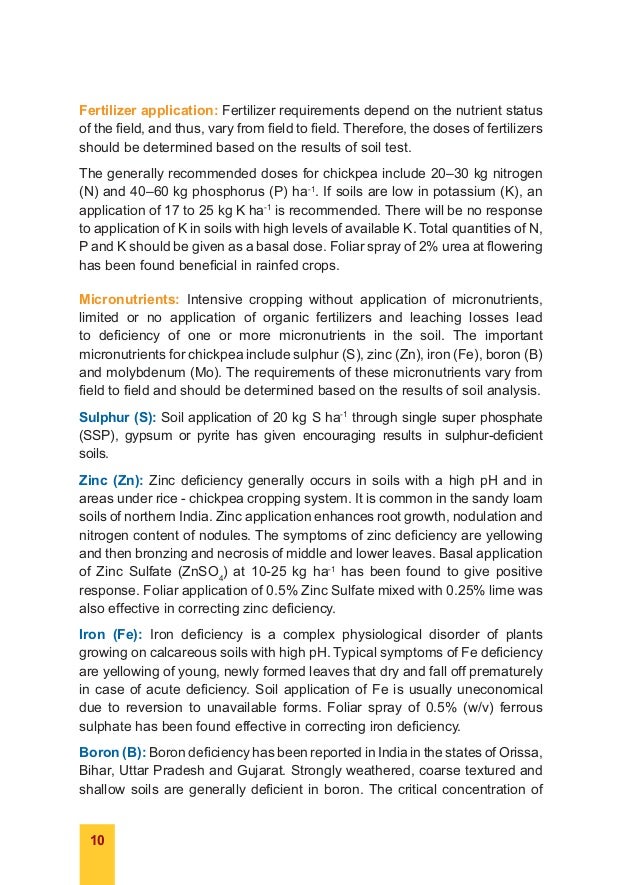 Fertilizer application: Fertilizer requirements depend on the nutrient status
of the field, and thus, vary from field to field. Therefore, the doses of fertilizers
should be determined based on the results of soil test.
The generally recommended doses for chickpea include 20–30 kg nitrogen
(N) and 40–60 kg phosphorus (P) ha⁻¹. If soils are low in potassium (K), an
application of 17 to 25 kg K ha⁻¹ is recommended. There will be no response
to application of K in soils with high levels of available K. Total quantities of N,
P and K should be given as a basal dose. Foliar spray of 2% urea at flowering
has been found beneficial in rainfed crops.
Micronutrients: Intensive cropping without application of micronutrients,
limited or no application of organic fertilizers and leaching losses lead
to deficiency of one or more micronutrients in the soil. The important
micronutrients for chickpea include sulphur (S), zinc (Zn), iron (Fe), boron (B)
and molybdenum (Mo). The requirements of these micronutrients vary from
field to field and should be determined based on the results of soil analysis.
Sulphur (S): Soil application of 20 kg S ha⁻¹ through single super phosphate
(SSP), gypsum or pyrite has given encouraging results in sulphur-deficient
soils.
Zinc (Zn): Zinc deficiency generally occurs in soils with a high pH and in
areas under rice - chickpea cropping system. It is common in the sandy loam
soils of northern India. Zinc application enhances root growth, nodulation and
nitrogen content of nodules. The symptoms of zinc deficiency are yellowing
and then bronzing and necrosis of middle and lower leaves. Basal application
of Zinc Sulfate (ZnSO₄) at 10-25 kg ha⁻¹ has been found to give positive
response. Foliar application of 0.5% Zinc Sulfate mixed with 0.25% lime was
also effective in correcting zinc deficiency.
Iron (Fe): Iron deficiency is a complex physiological disorder of plants
growing on calcareous soils with high pH. Typical symptoms of Fe deficiency
are yellowing of young, newly formed leaves that dry and fall off prematurely
in case of acute deficiency. Soil application of Fe is usually uneconomical
due to reversion to unavailable forms. Foliar spray of 0.5% (w/v) ferrous
sulphate has been found effective in correcting iron deficiency.
Boron (B): Boron deficiency has been reported in India in the states of Orissa,
Bihar, Uttar Pradesh and Gujarat. Strongly weathered, coarse textured and
shallow soils are generally deficient in boron. The critical concentration of
10